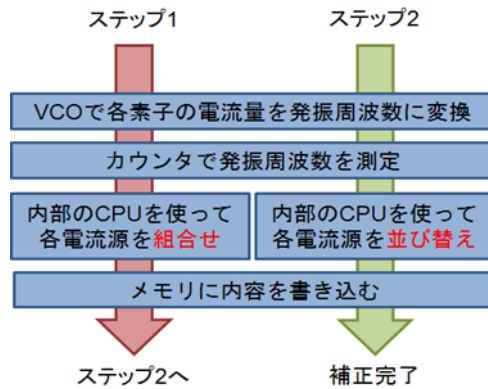 ステップ1
ステップ2
VCOで各素子の電流量を発振周波数に変換
カウンタで発振周波数を測定
内部のCPUを使って
各電流源を組合せ
内部のCPUを使って
各電流源を並び替え
メモリに内容を書き込む
ステップ2へ
補正完了